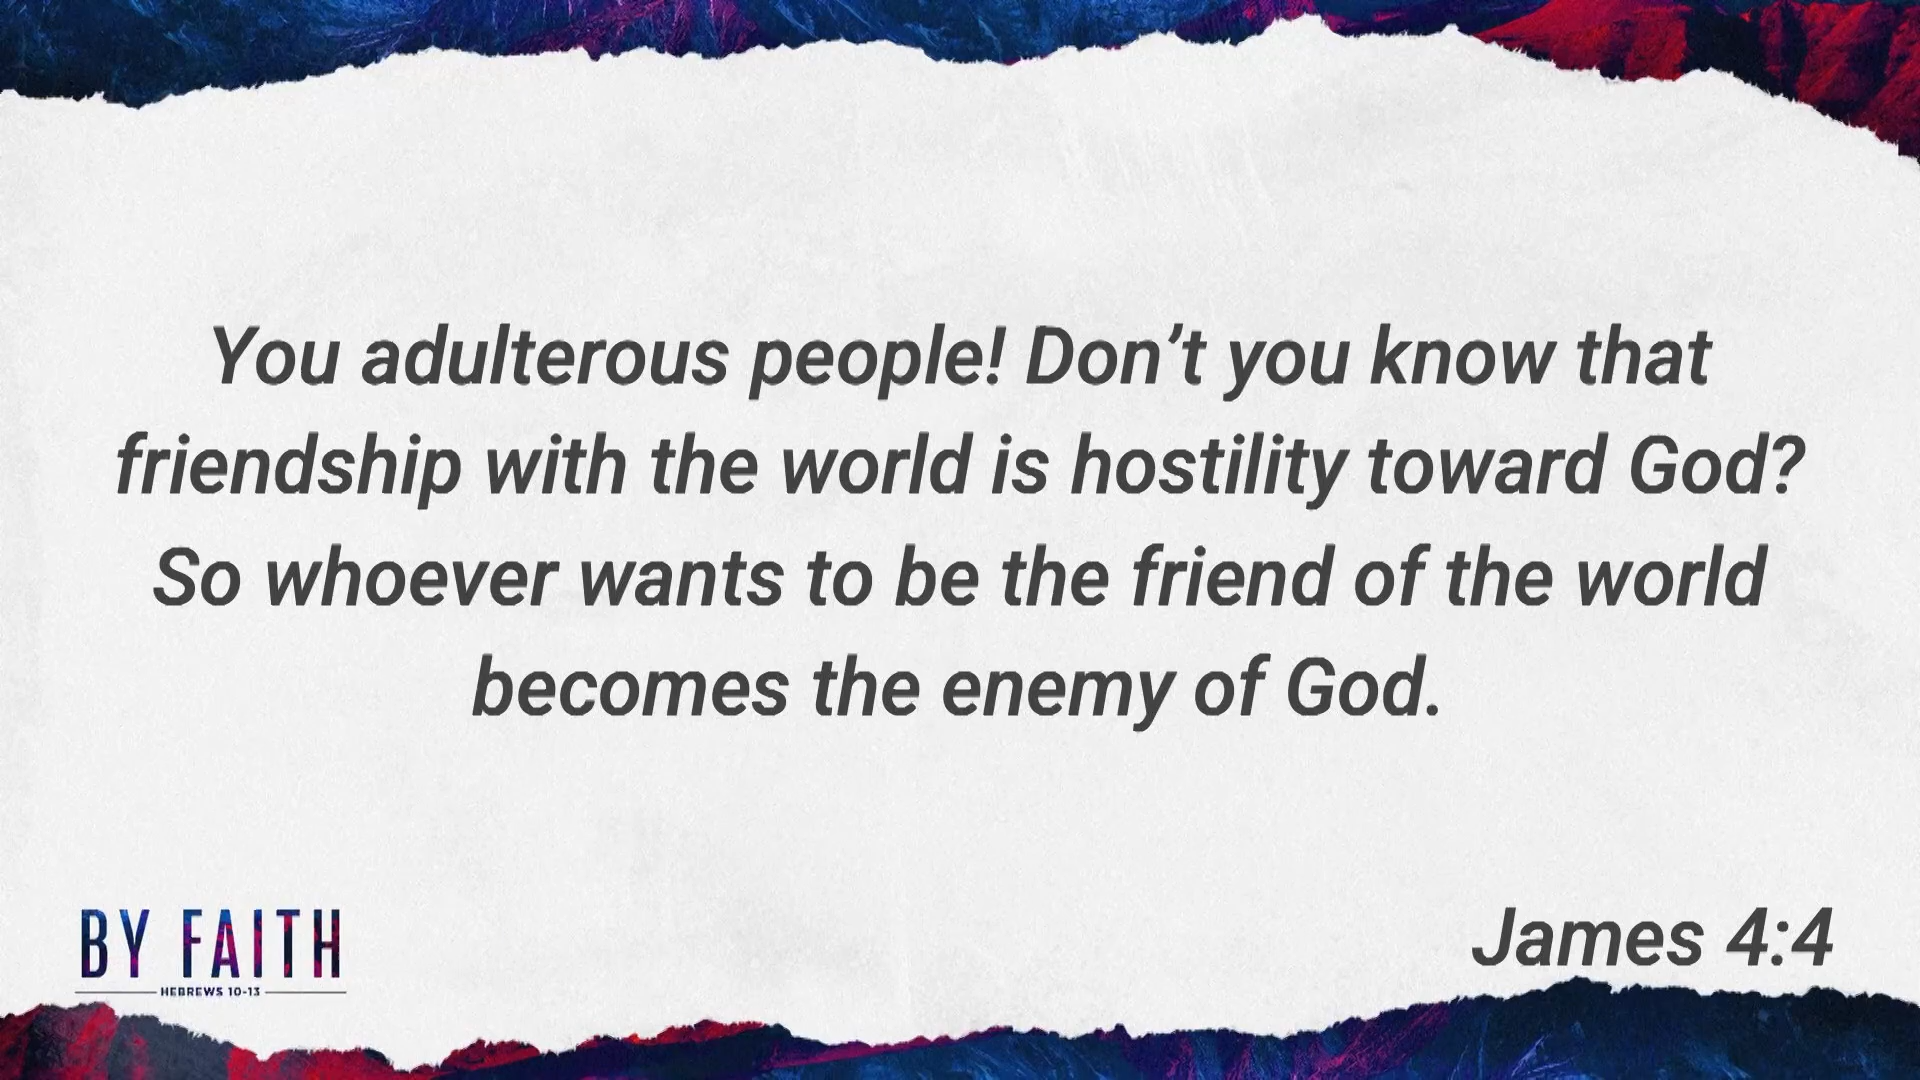 You adulterous people! Don’t you know that
friendship with the world is hostility toward God?
So whoever wants to be the friend of the world
becomes the enemy of God.
James 4:4
BY FAITH
HEBREWS 10-13